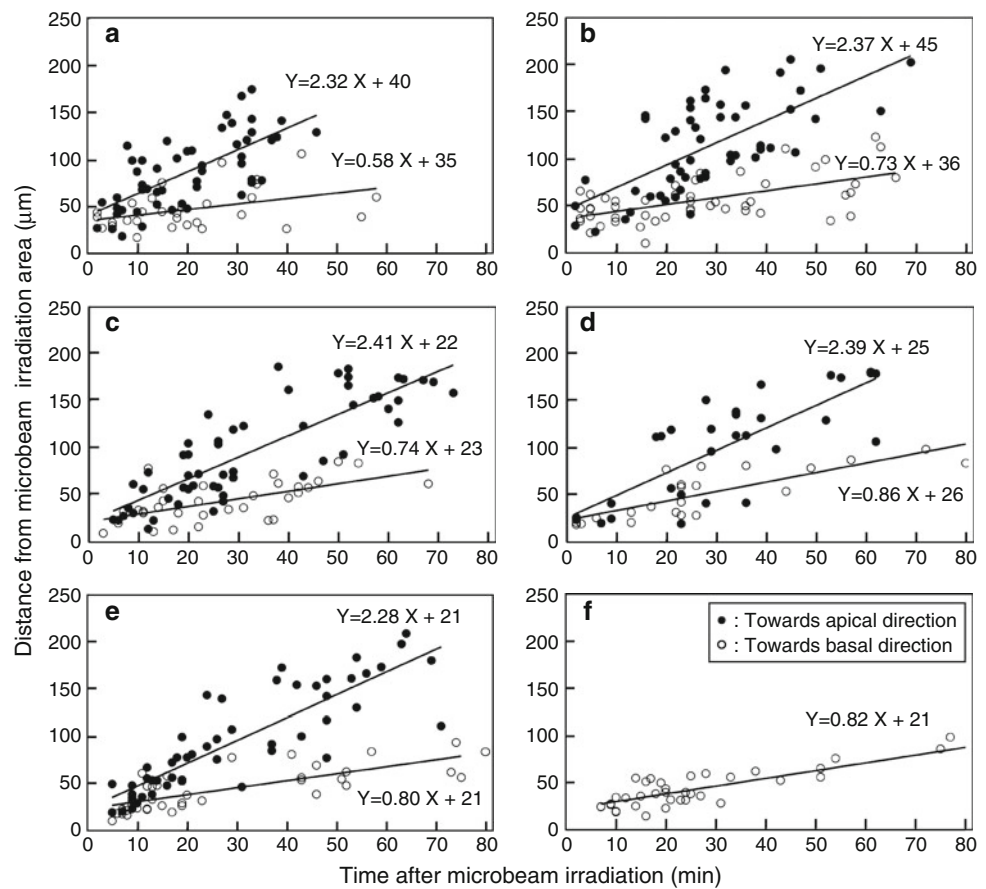 a
250
200
150
100
50
0
Y=2.32 X + 40
Y=0.58 X + 35
0 10 20 30 40 50 60 70 80
b
250
200
150
100
50
0
Y=2.37 X + 45
Y=0.73 X + 36
0 10 20 30 40 50 60 70 80
c
250
200
150
100
50
0
Y=2.41 X + 22
Y=0.74 X + 23
0 10 20 30 40 50 60 70 80
d
250
200
150
100
50
0
Y=2.39 X + 25
Y=0.86 X + 26
0 10 20 30 40 50 60 70 80
e
250
200
150
100
50
0
Y=2.28 X + 21
Y=0.80 X + 21
0 10 20 30 40 50 60 70 80
f
250
200
150
100
50
0
● : Towards apical direction
○ : Towards basal direction
Y=0.82 X + 21
0 10 20 30 40 50 60 70 80
Distance from microbeam irradiation area (µm)
Time after microbeam irradiation (min)